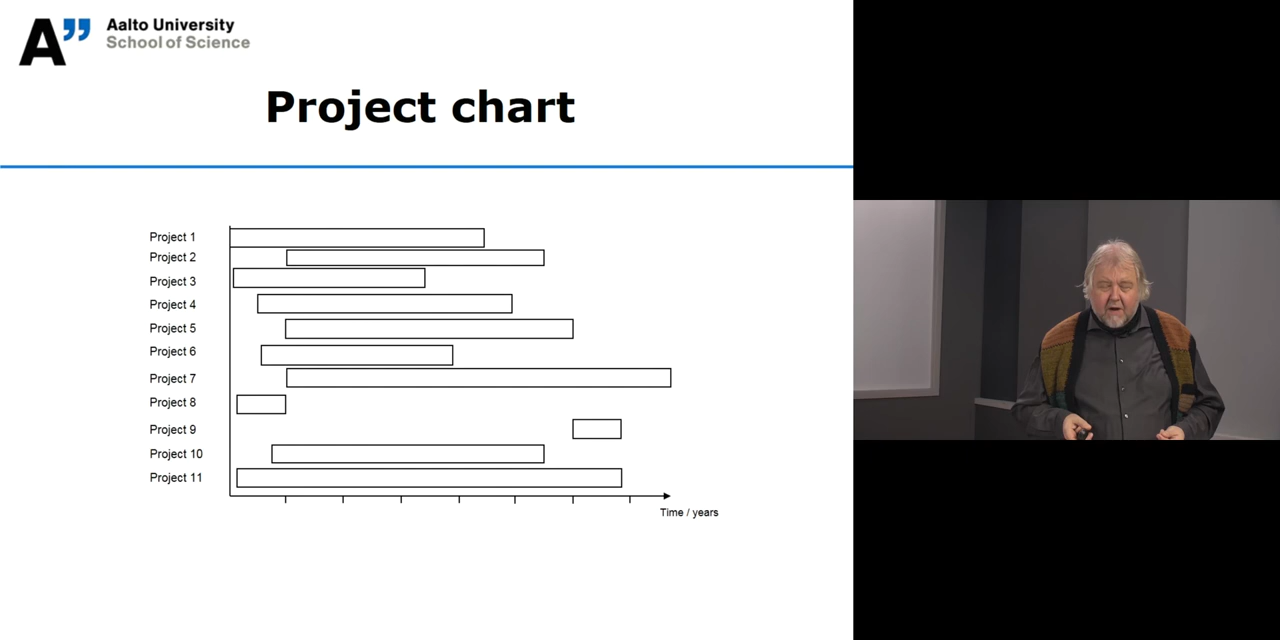 A”
Aalto University
School of Science
Project chart
Project 1
Project 2
Project 3
Project 4
Project 5
Project 6
Project 7
Project 8
Project 9
Project 10
Project 11
Time / years